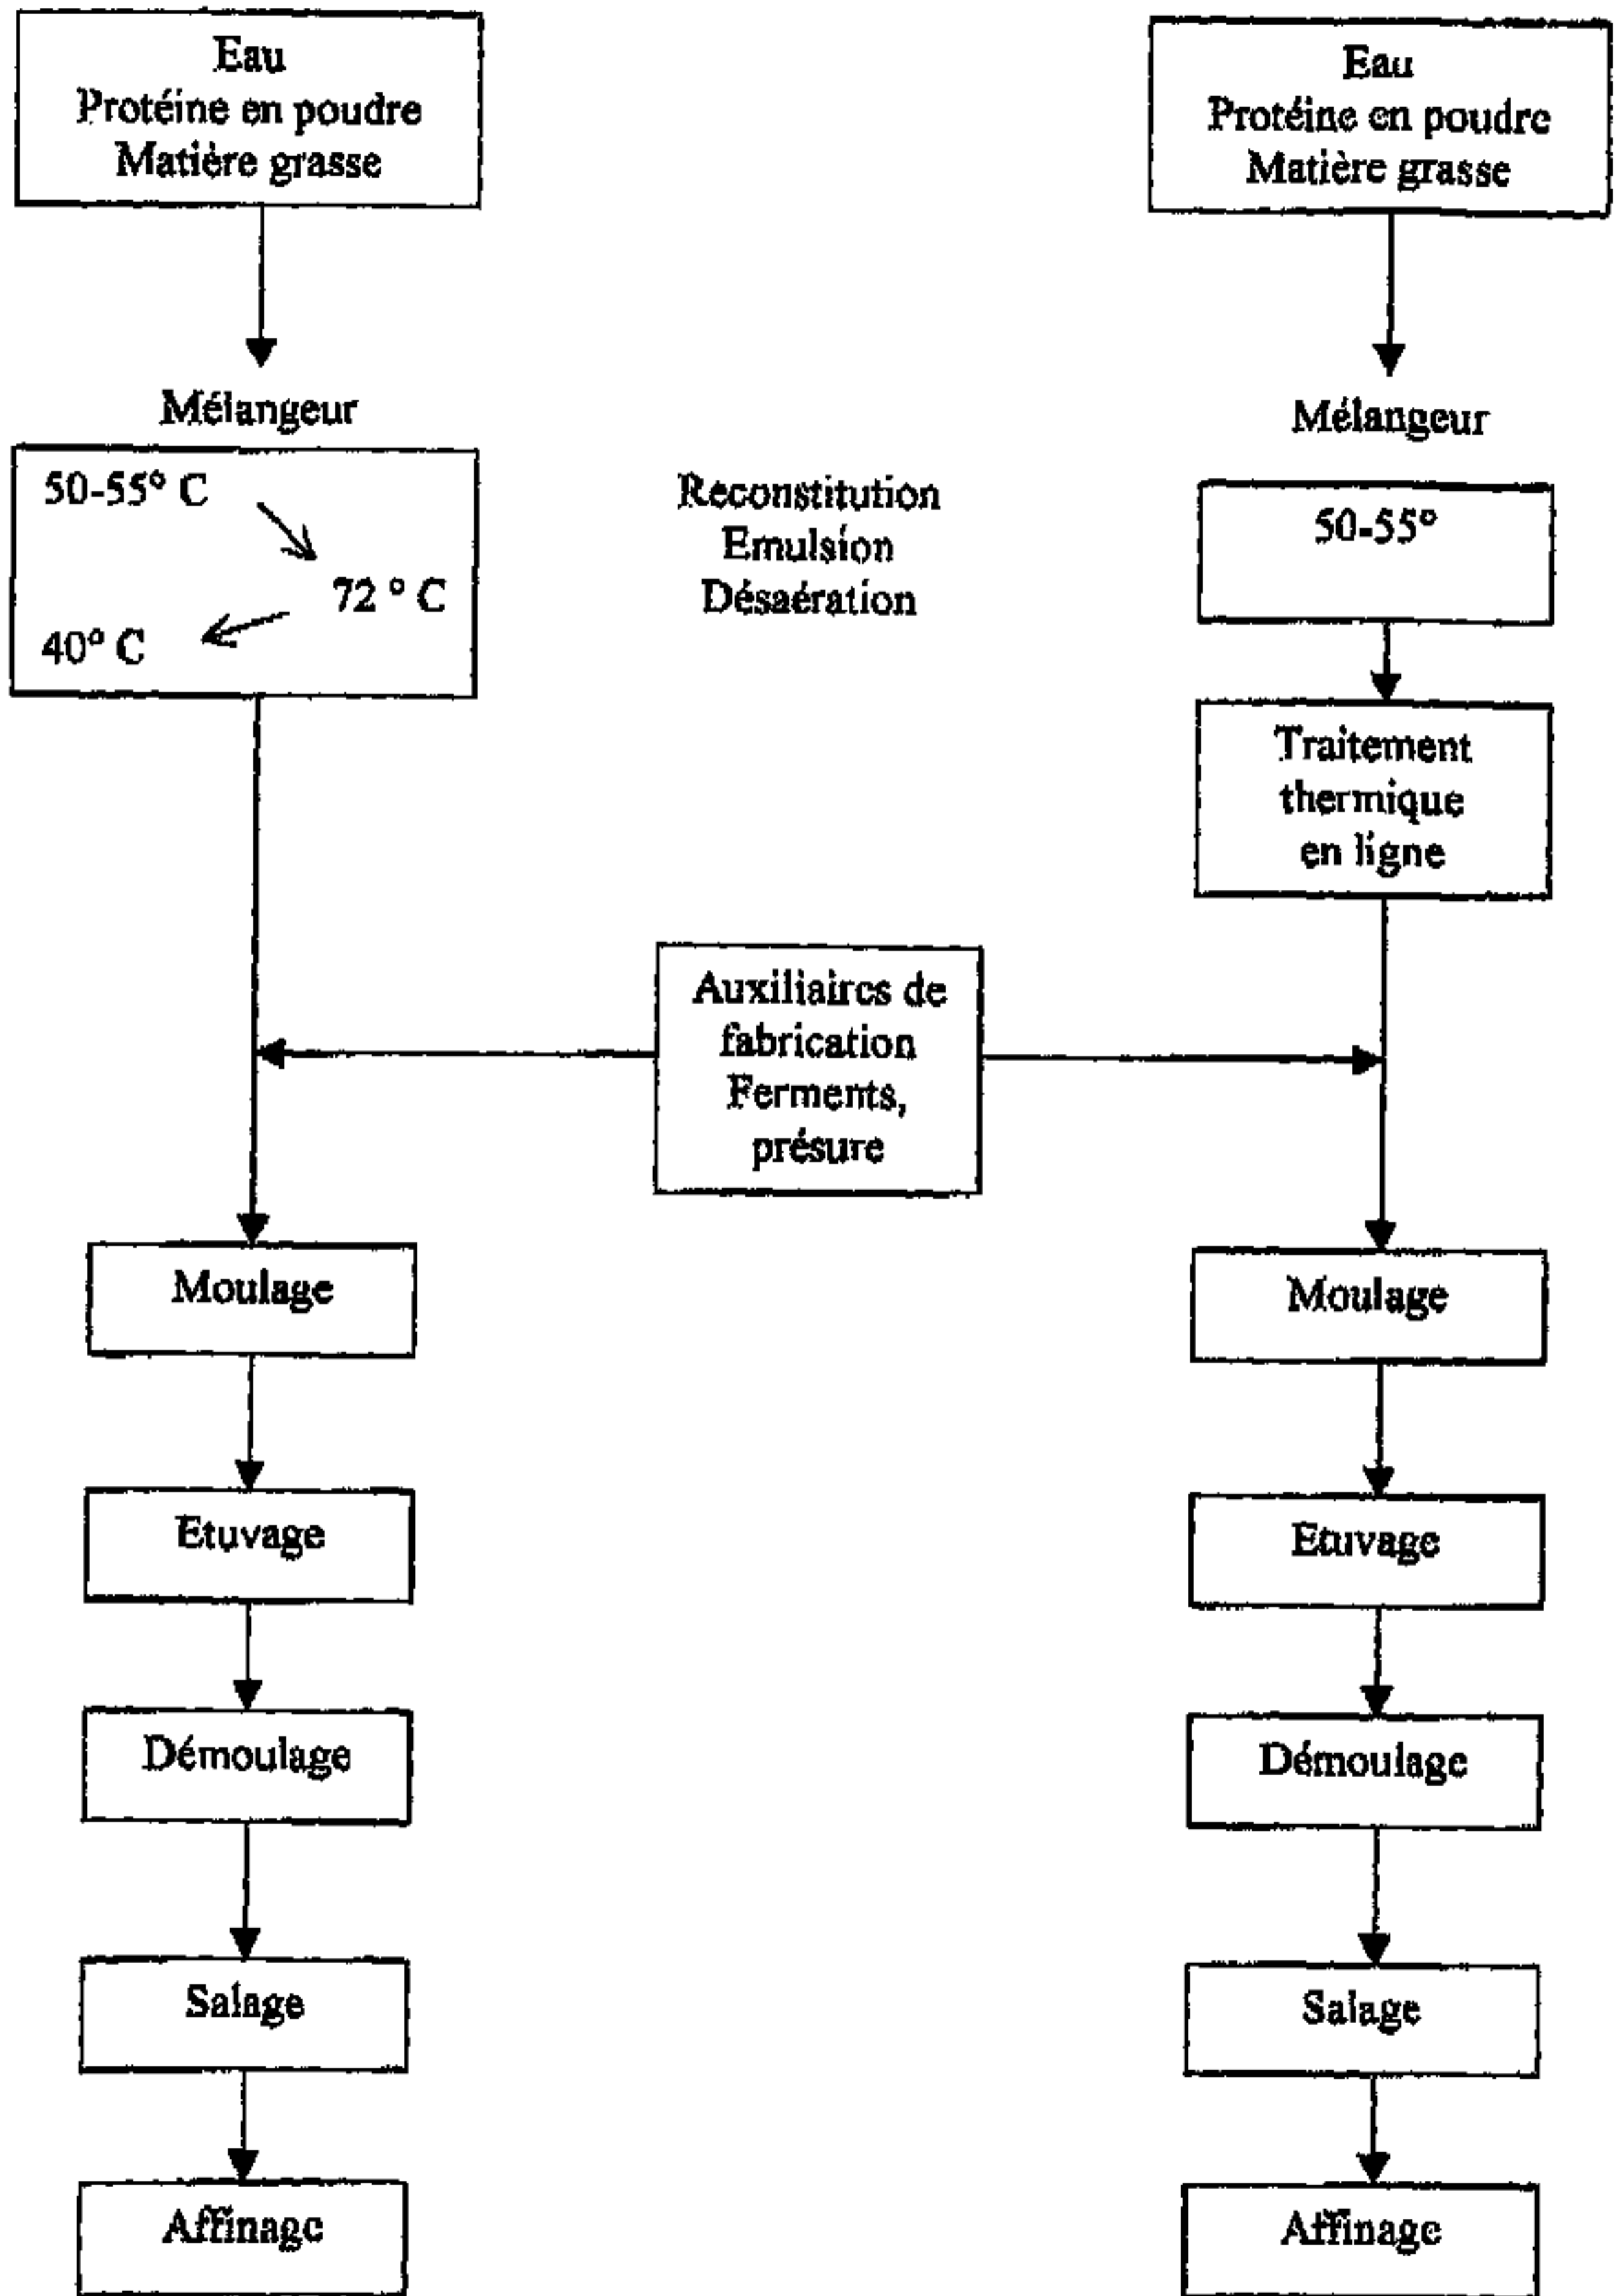 Eau
Protéine en poudre
Matière grasse
Mélangeur
50-55° C
72 ° C
40° C
Reconstitution
Emulsion
Désaération
Eau
Protéine en poudre
Matière grasse
Mélangeur
50-55°
Traitement
thermique
en ligne
Auxiliaires de
fabrication
Ferments,
présure
Moulage
Etuvage
Démoulage
Salage
Affinage
Moulage
Etuvage
Démoulage
Salage
Affinage